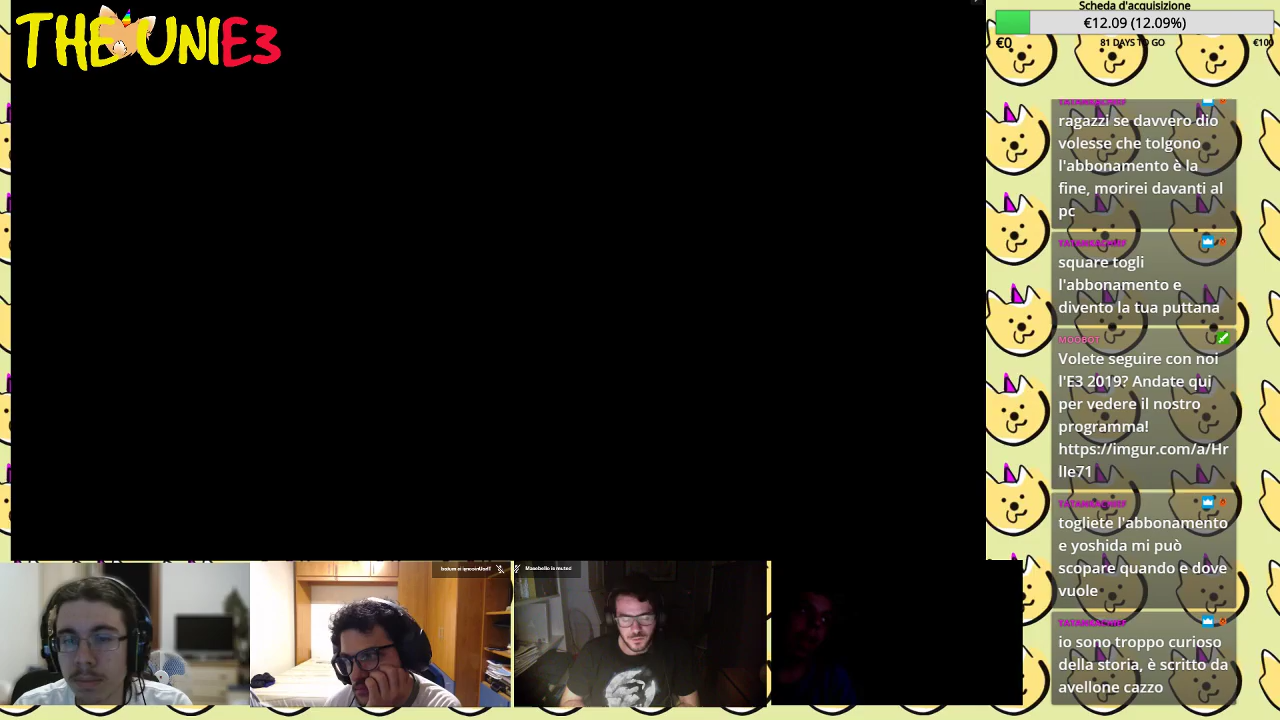 THE UNIE3
Scheda d'acquisizione
€12.09 (12.09%)
€0
81 DAYS TO GO
€100
ragazzi se davvero dio
volesse che tolgono
l'abbonamento è la
fine, morirei davanti al
pc
square togli
l'abbonamento e
divento la tua puttana
MOOBOT
Volete seguire con noi
l'E3 2019? Andate qui
per vedere il nostro
programma!
https://imgur.com/a/Hr
lIe71
togliete l'abbonamento
e yoshida mi può
scopare quando e dove
vuole
io sono troppo curioso
della storia, è scritto da
avellone cazzo
is muted